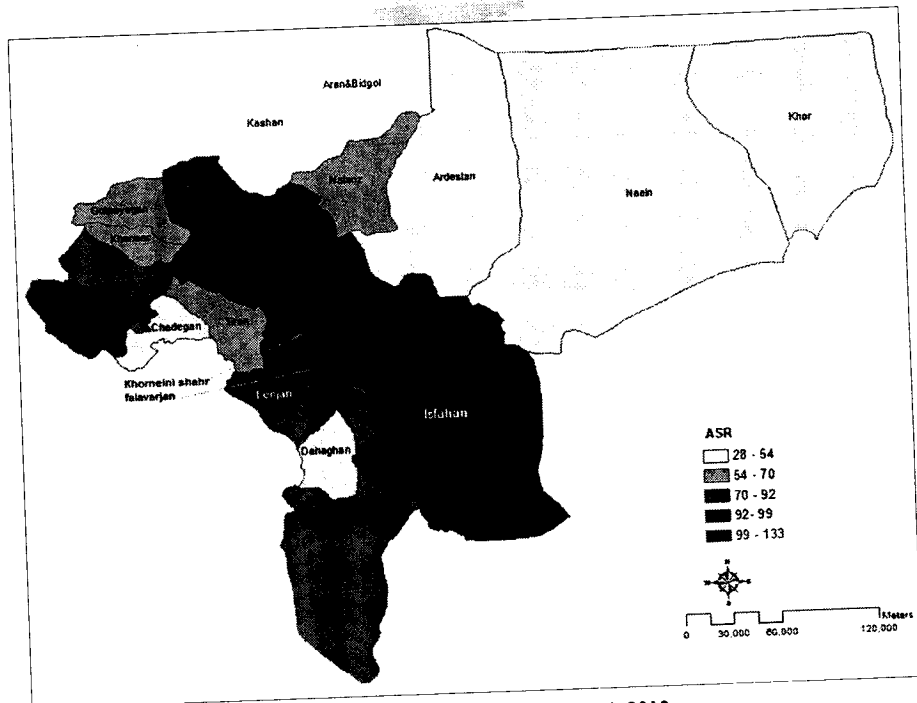 Aran&Bidgol
Kashan
Khor
Natanz
Ardestan
Naein
Chadegan
Khomeini shahr
falavarjan
Lenjan
Isfahan
Dahaghan
ASR
28 - 54
54 - 70
70 - 92
92- 99
99 - 133
0 30,000 60,000 120,000 Meters